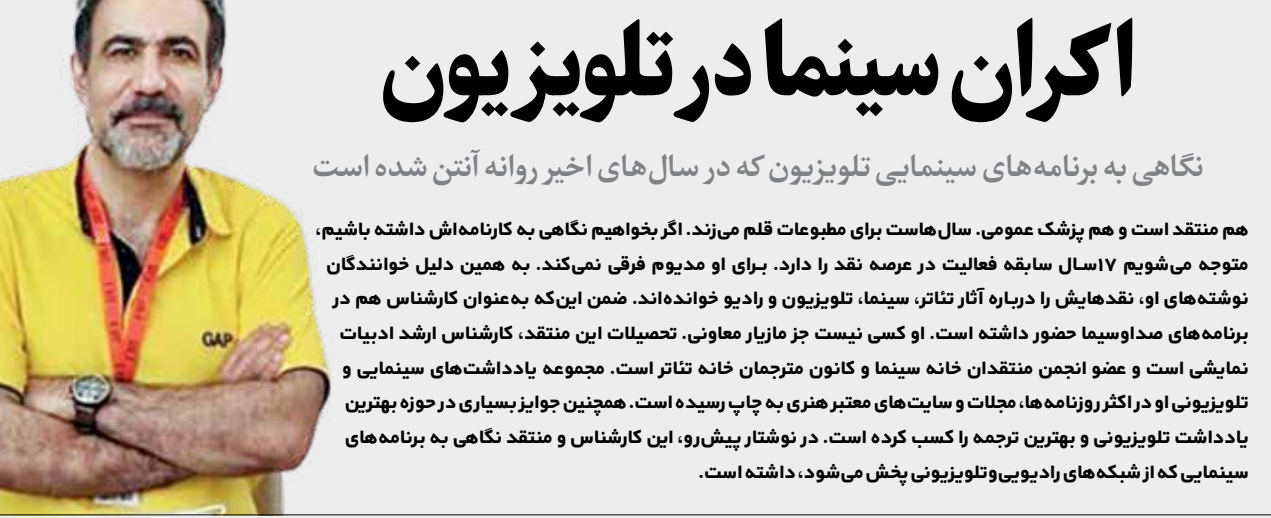 اکران سینما در تلویزیون
نگاهی به برنامه‌های سینمایی تلویزیون که در سال‌های اخیر روانه آنتن شده است
هم منتقد است و هم پزشک عمومی. سال‌هاست برای مطبوعات قلم می‌زند. اگر بخواهیم نگاهی به کارنامه‌اش داشته باشیم،
متوجه می‌شویم ۱۷سال سابقه فعالیت در عرصه نقد را دارد. برای او مدیوم فرقی نمی‌کند. به همین دلیل خوانندگان
نوشته‌های او، نقدهایش را درباره آثار تئاتر، سینما، تلویزیون و رادیو خوانده‌اند. ضمن این‌که به‌عنوان کارشناس هم در
برنامه‌های صداوسیما حضور داشته است. او کسی نیست جز مازیار معاونی. تحصیلات این منتقد، کارشناس ارشد ادبیات
نمایشی است و عضو انجمن منتقدان خانه سینما و کانون مترجمان خانه تئاتر است. مجموعه یادداشت‌های سینمایی و
تلویزیونی او در اکثر روزنامه‌ها، مجلات و سایت‌های معتبر هنری به چاپ رسیده است. همچنین جوایز بسیاری در حوزه بهترین
یادداشت تلویزیونی و بهترین ترجمه را کسب کرده است. در نوشتار پیش‌رو، این کارشناس و منتقد نگاهی به برنامه‌های
سینمایی که از شبکه‌های رادیویی‌وتلویزیونی پخش می‌شود، داشته است.
GAP